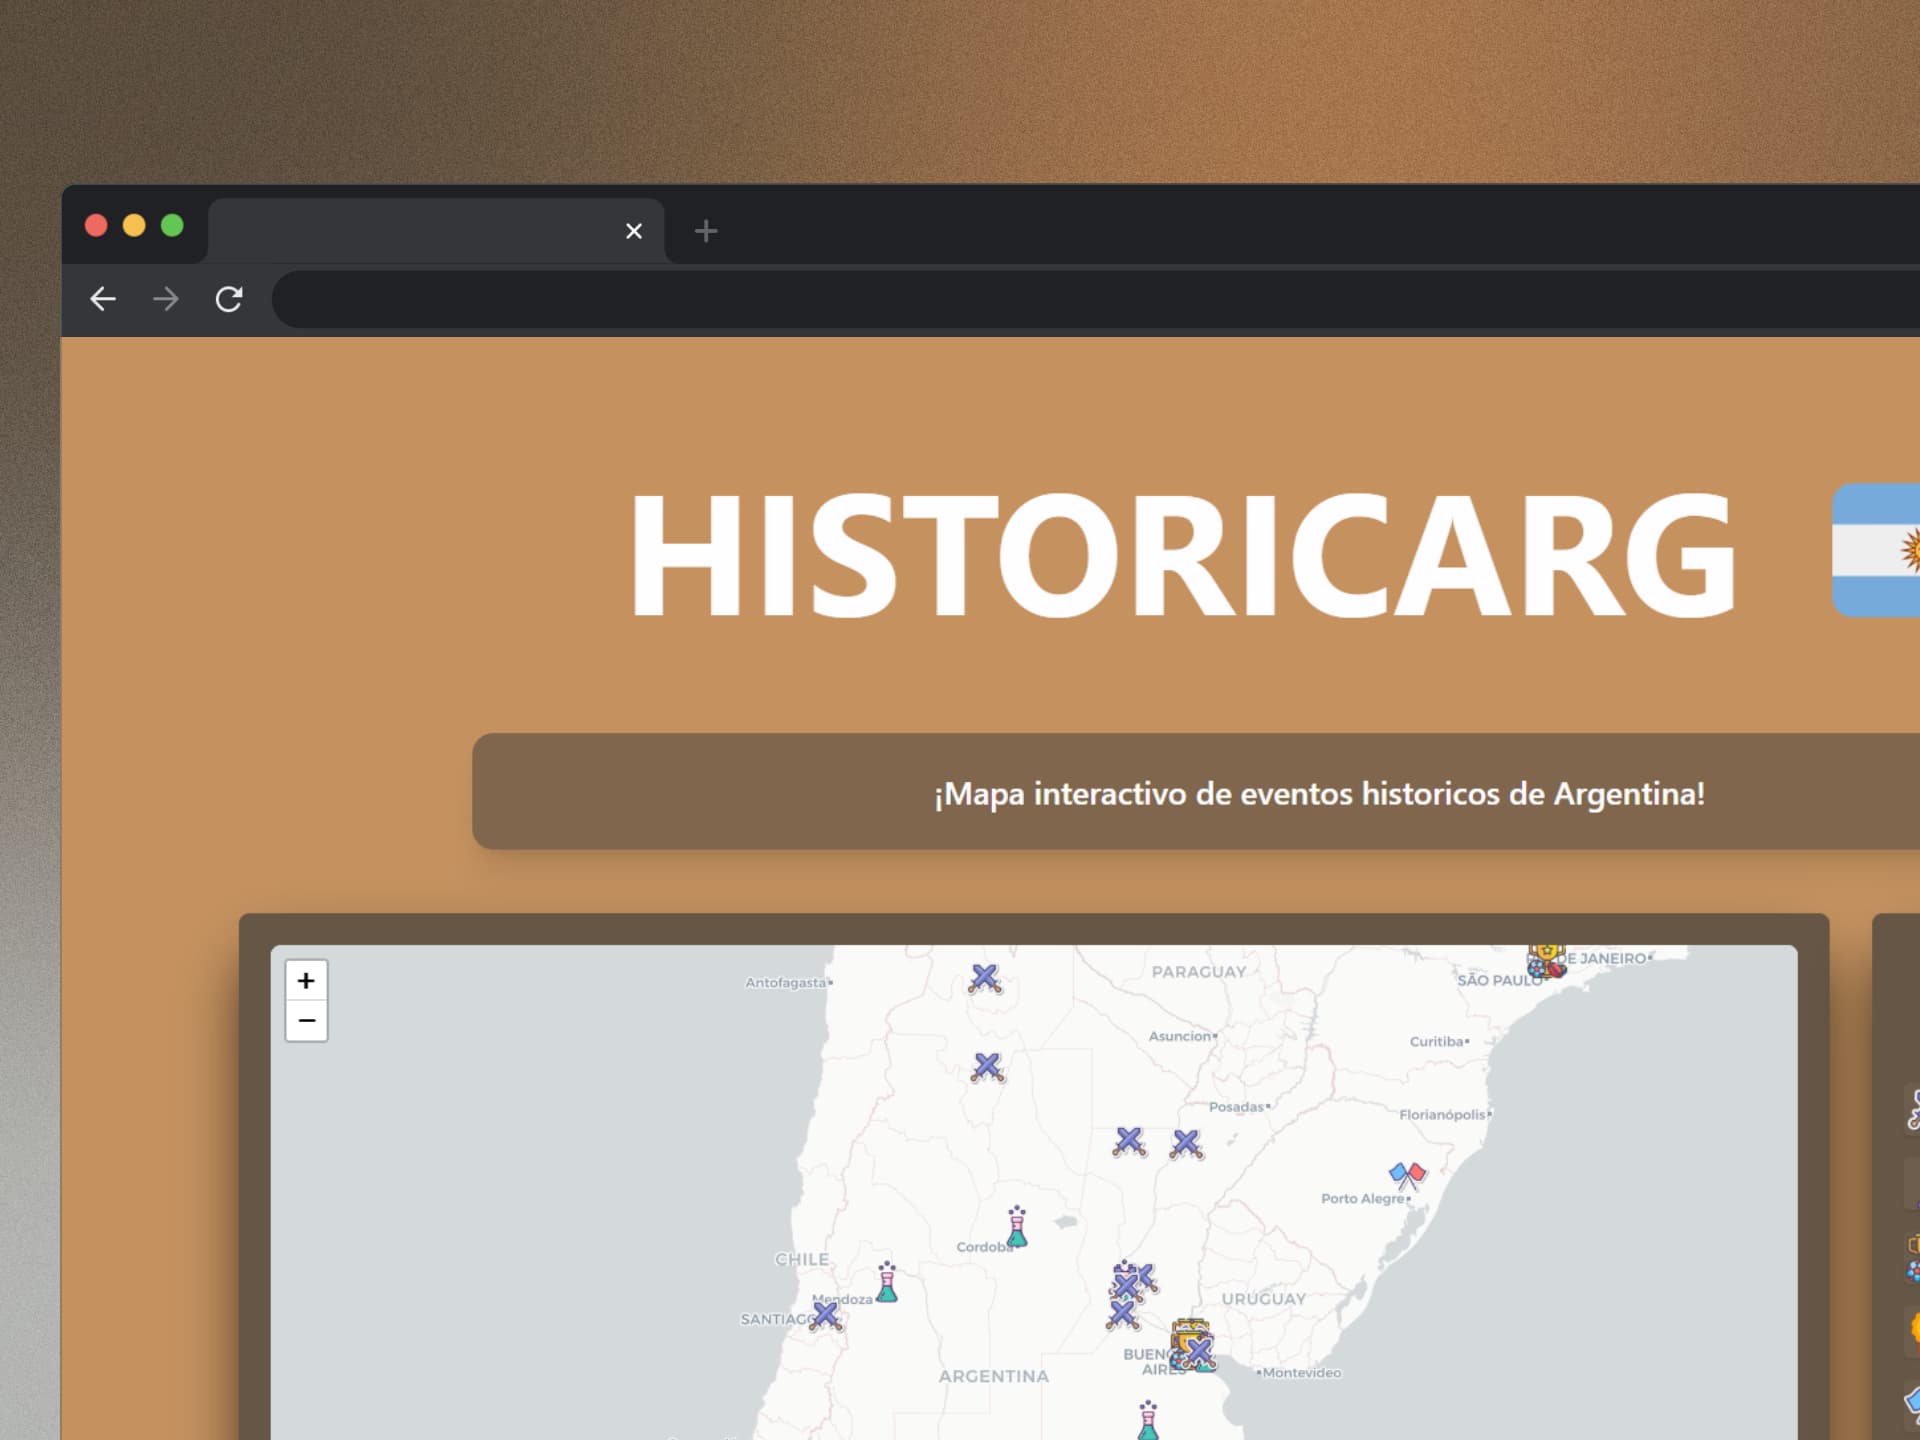 HISTORICARG
¡Mapa interactivo de eventos historicos de Argentina!
+
−
Antofagasta
PARAGUAY
DE JANEIRO
SÃO PAULO
Asuncion
Curitiba
Posadas
Florianópolis
Porto Alegre
Cordoba
CHILE
Mendoza
URUGUAY
SANTIAGO
BUENOS
AIRES
ARGENTINA
Montevideo